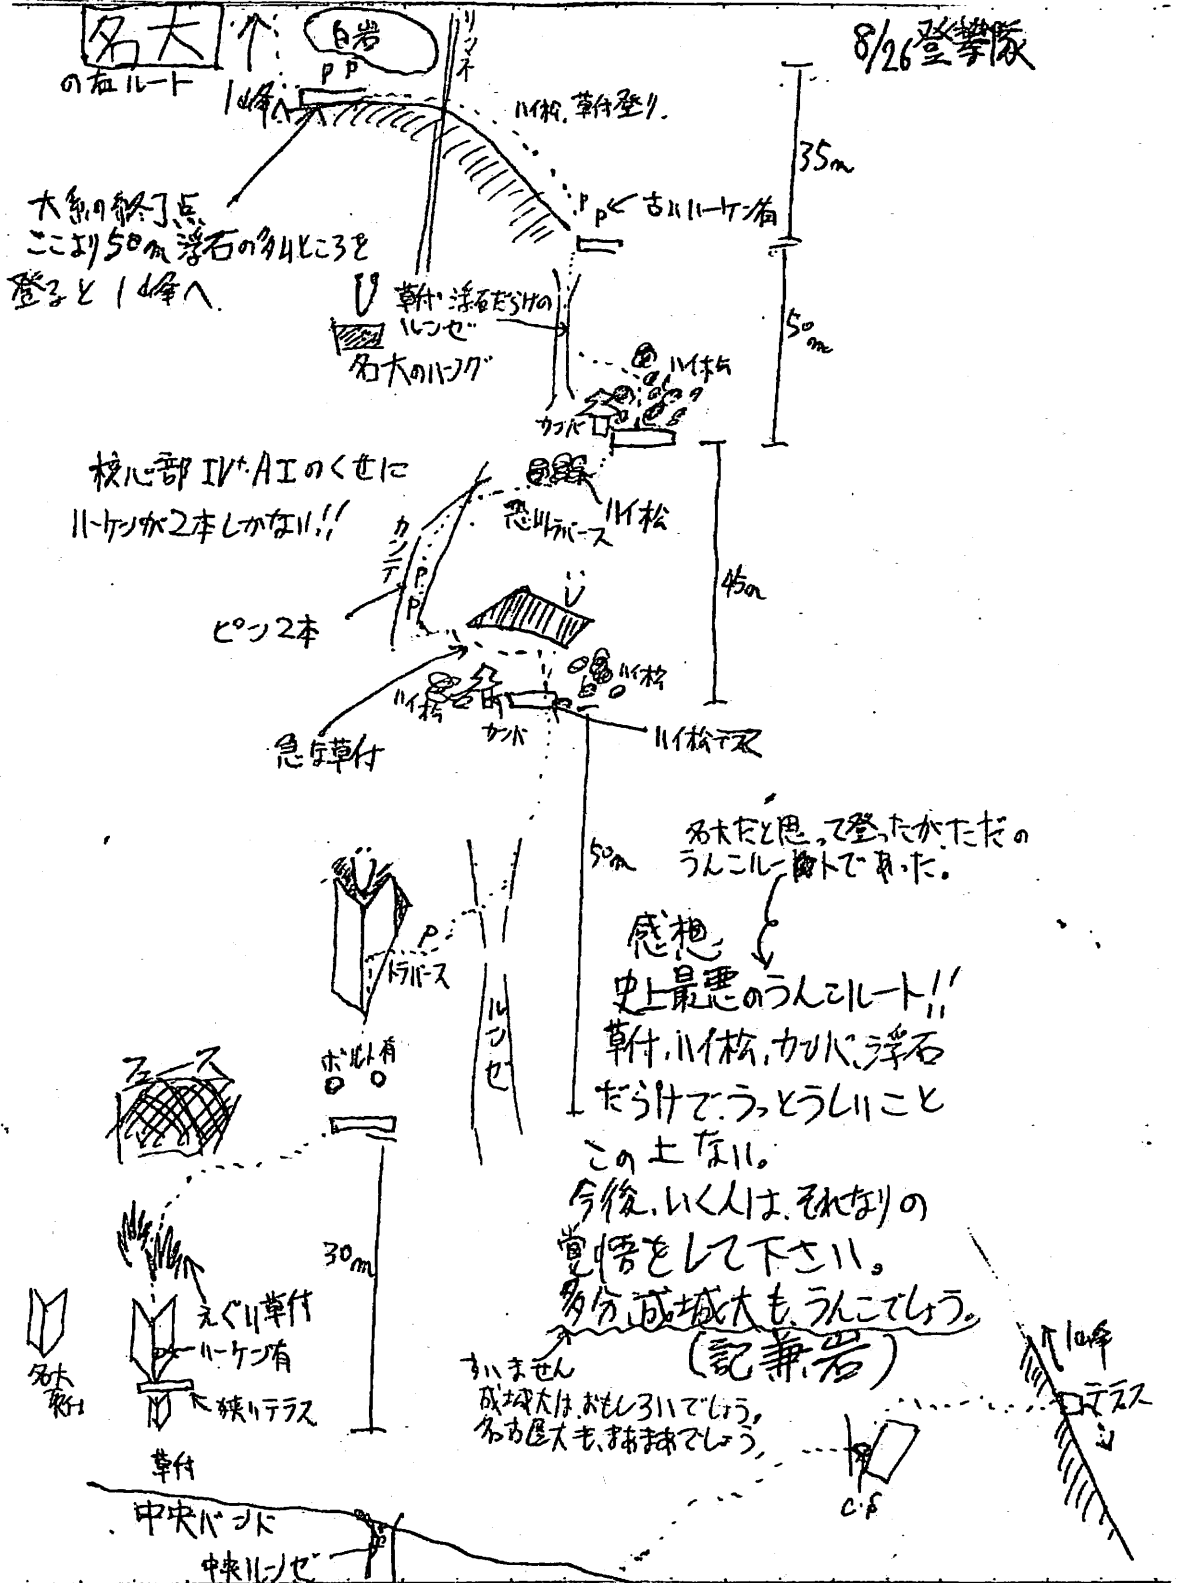 名大
の右ルート
白岩
P P
リンネ
8/26登攀隊
1峰へ
ハイ松、草付登り。
35m
大系の終了点
ここより50m浮石の多いところを
登ると1峰へ。
P
P
古いハーケン有
草付・浮石だらけの
ルンゼ
名大のハング
50m
ハイ松
カンバ
核心部 IV+・AIのくせに
ハーケンが2本しかない!!
カンテ
P
P
ハイ松
恐いトラバース
45m
ピン2本
ハイ松
ハイ松
カンバ
ハイ松テラス
急な草付
50m
名大だと思って登ったがただの
うんこルートであった。
P
トラバース
ルンゼ
感想
史上最悪のうんこルート!!
草付,ハイ松,カンバ、浮石
だらけで、うっとうしいこと
この上ない。
今後、いく人は、それなりの
覚悟をして下さい。
多分、成城大も、うんこでしょう。
(記 兼岩)
すいません
成城大は、おもしろいでしょう。
名古屋大も、まあまあでしょう。
フェース
ボルト有
30m
えぐい草付
ハーケン有
狭いテラス
名大
草付
中央バンド
中央ルンゼ
1峰
テラス
C.S